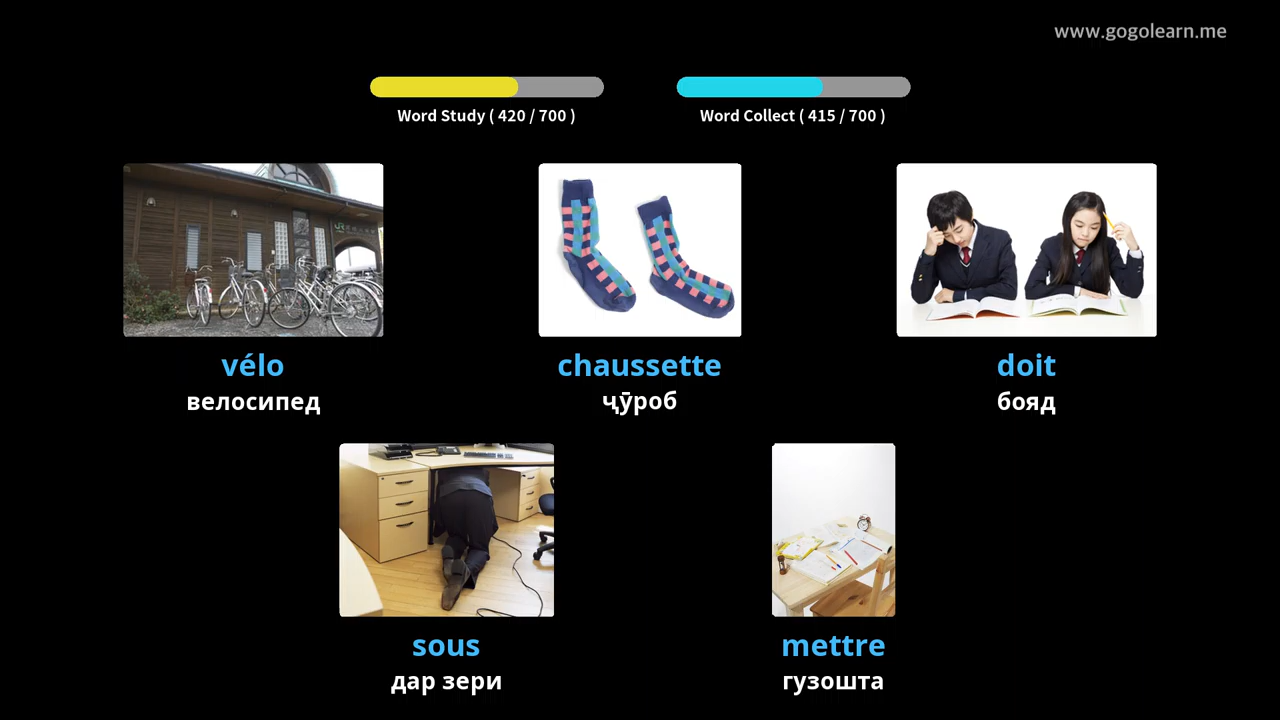 www.gogolearn.me
Word Study ( 420 / 700 )
Word Collect ( 415 / 700 )
vélo
велосипед
chaussette
ҷӯроб
doit
бояд
sous
дар зери
mettre
гузошта